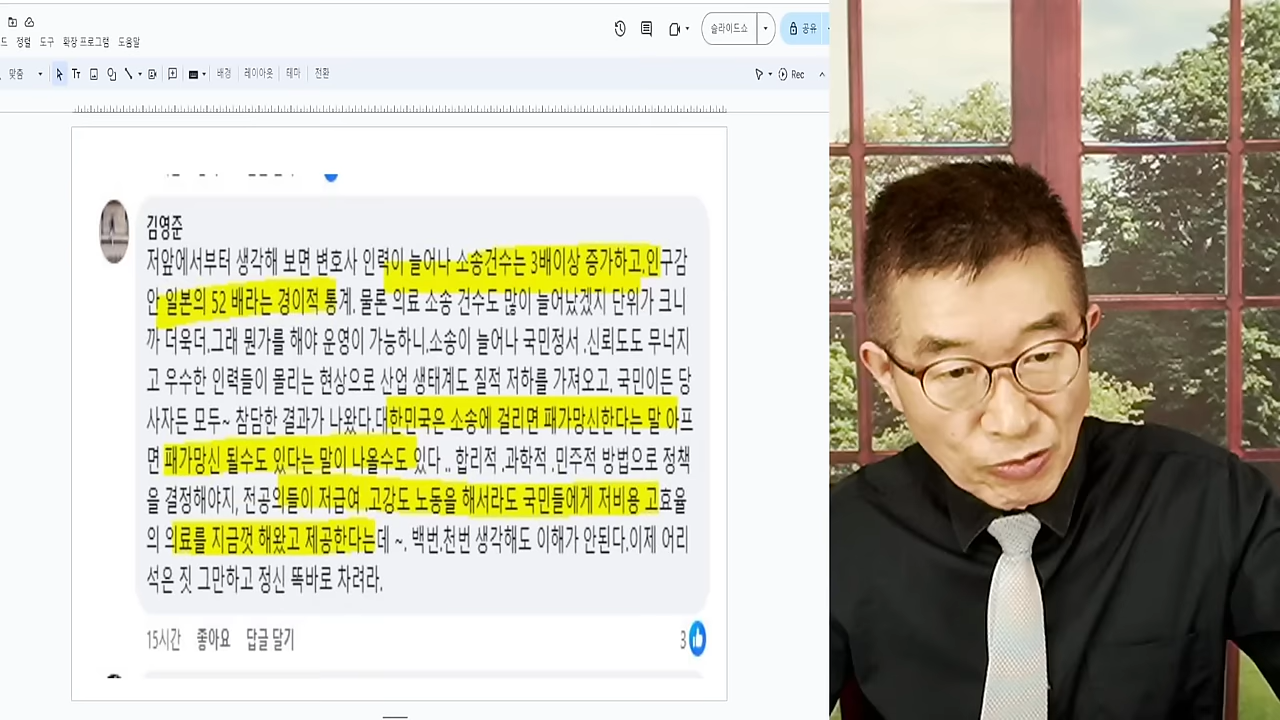 드 정렬 도구 확장 프로그램 도움말
슬라이드쇼
공유
맞춤
Tr
배경 레이아웃 테마 전환
Rec
김영준
저앞에서부터 생각해 보면 변호사 인력이 늘어나 소송건수는 3배이상 증가하고,인구감
안 일본의 52 배라는 경이적 통계. 물론 의료 소송 건수도 많이 늘어났겠지 단위가 크니
까 더욱더.그래 뭔가를 해야 운영이 가능하니.소송이 늘어나 국민정서 .신뢰도도 무너지
고 우수한 인력들이 몰리는 현상으로 산업 생태계도 질적 저하를 가져오고, 국민이든 당
사자든 모두~ 참담한 결과가 나왔다.대한민국은 소송에 걸리면 패가망신한다는 말 아프
면 패가망신 될수도 있다는 말이 나올수도 있다 .. 합리적 .과학적 .민주적 방법으로 정책
을 결정해야지, 전공의들이 저급여 .고강도 노동을 해서라도 국민들에게 저비용 고효율
의 의료를 지금껏 해왔고 제공한다는데 ~. 백번.천번 생각해도 이해가 안된다.이제 어리
석은 짓 그만하고 정신 똑바로 차려라.
15시간 좋아요 답글 달기
3